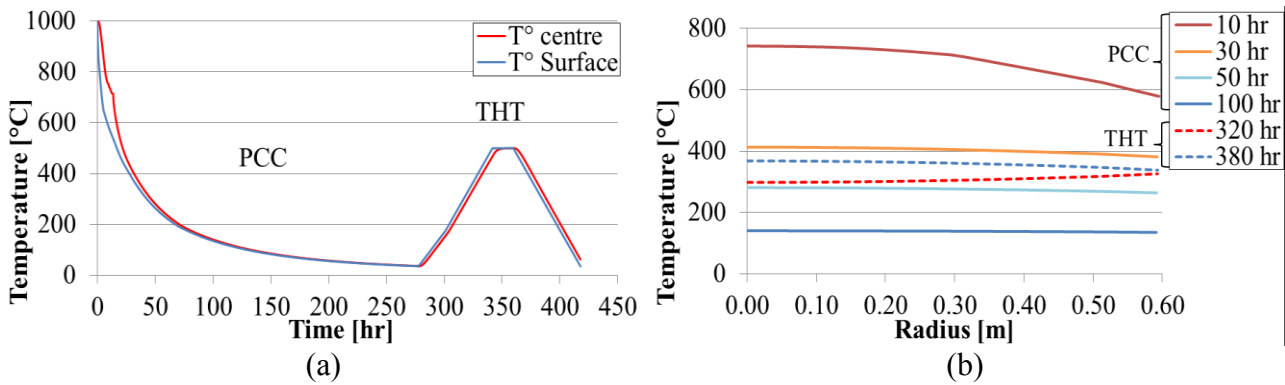 Temperature [°C]
1000
800
600
400
200
0
T° centre
T° Surface
PCC
THT
0 50 100 150 200 250 300 350 400 450
Time [hr]
(a)
Temperature [°C]
800
600
400
200
0
PCC
THT
10 hr
30 hr
50 hr
100 hr
320 hr
380 hr
0.00 0.10 0.20 0.30 0.40 0.50 0.60
Radius [m]
(b)